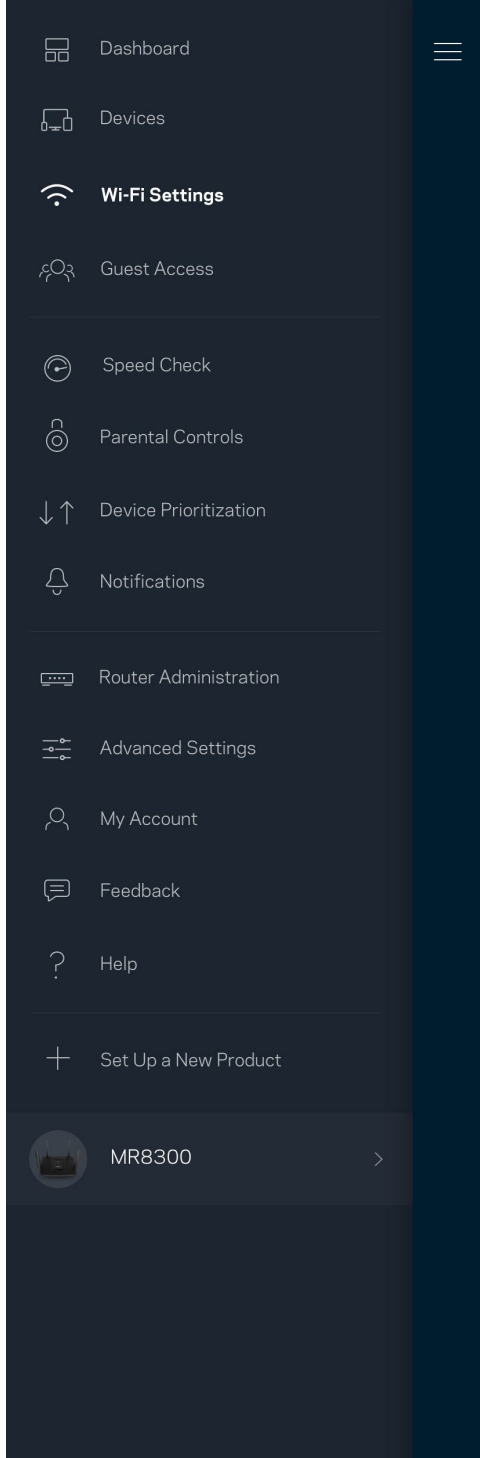 Dashboard
Devices
Wi-Fi Settings
Guest Access
Speed Check
Parental Controls
Device Prioritization
Notifications
Router Administration
Advanced Settings
My Account
Feedback
Help
Set Up a New Product
MR8300